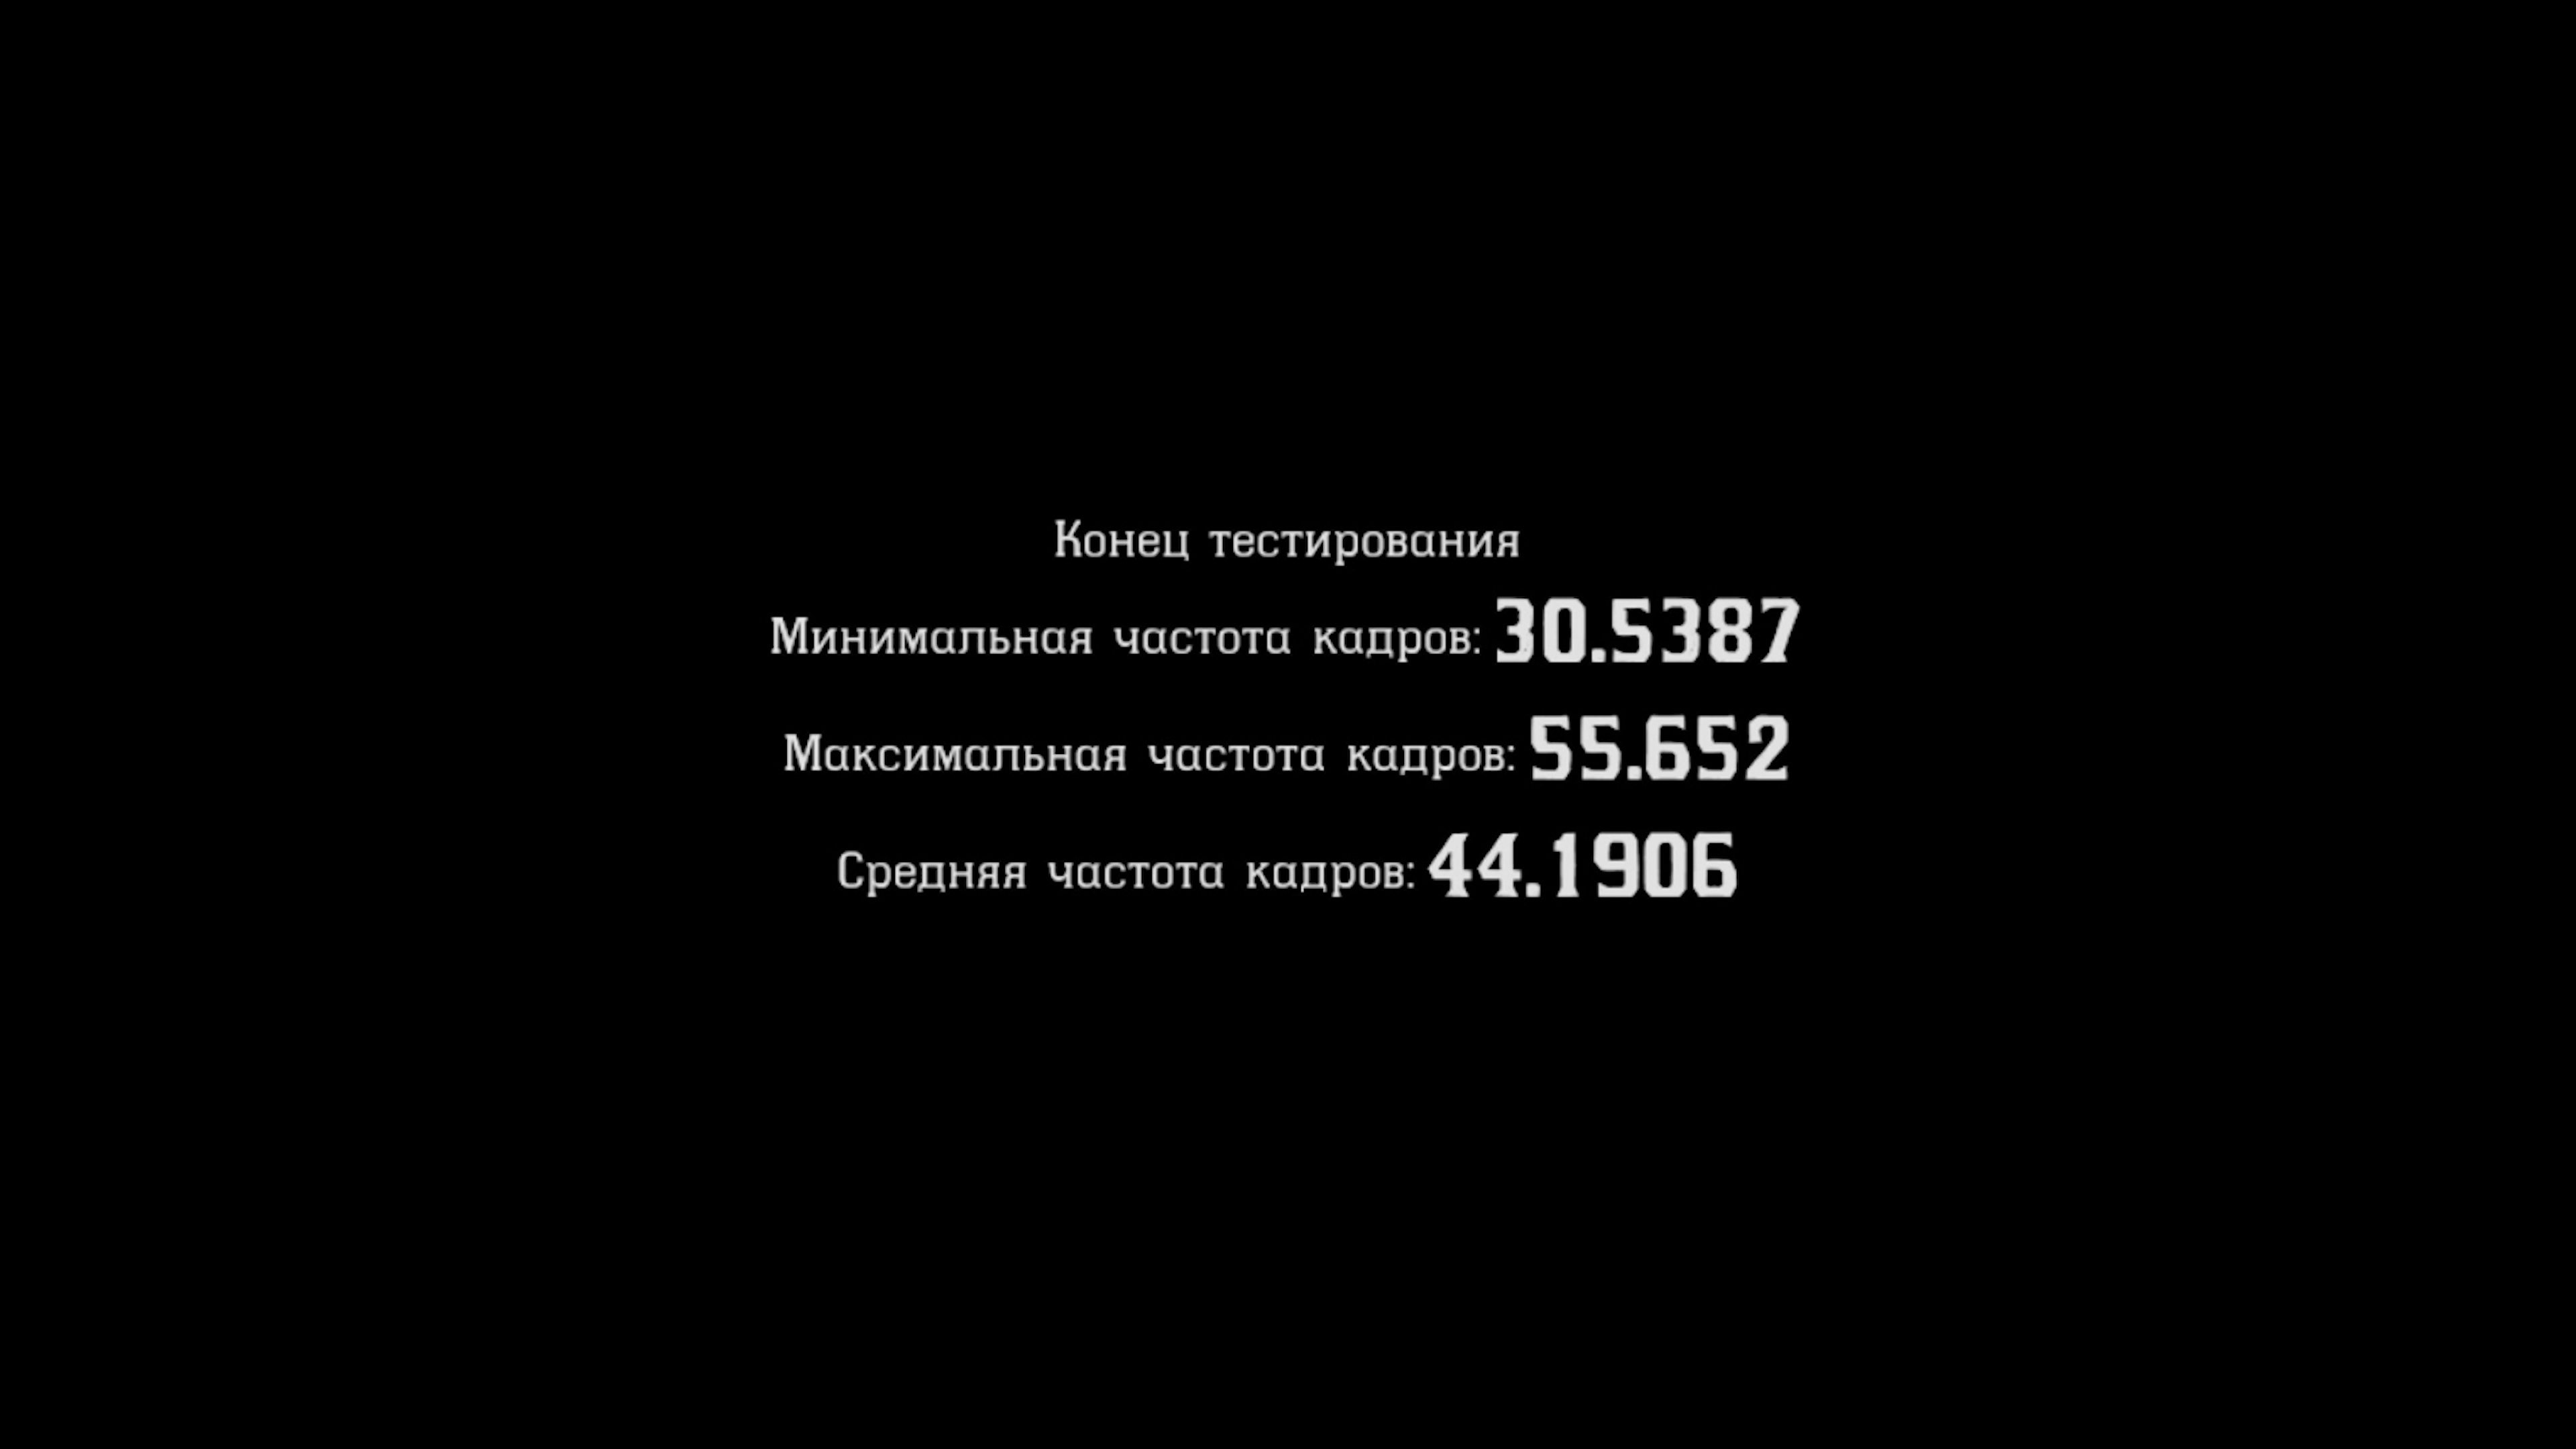 Конец тестирования
Минимальная частота кадров: 30.5387
Максимальная частота кадров: 55.652
Средняя частота кадров: 44.1906